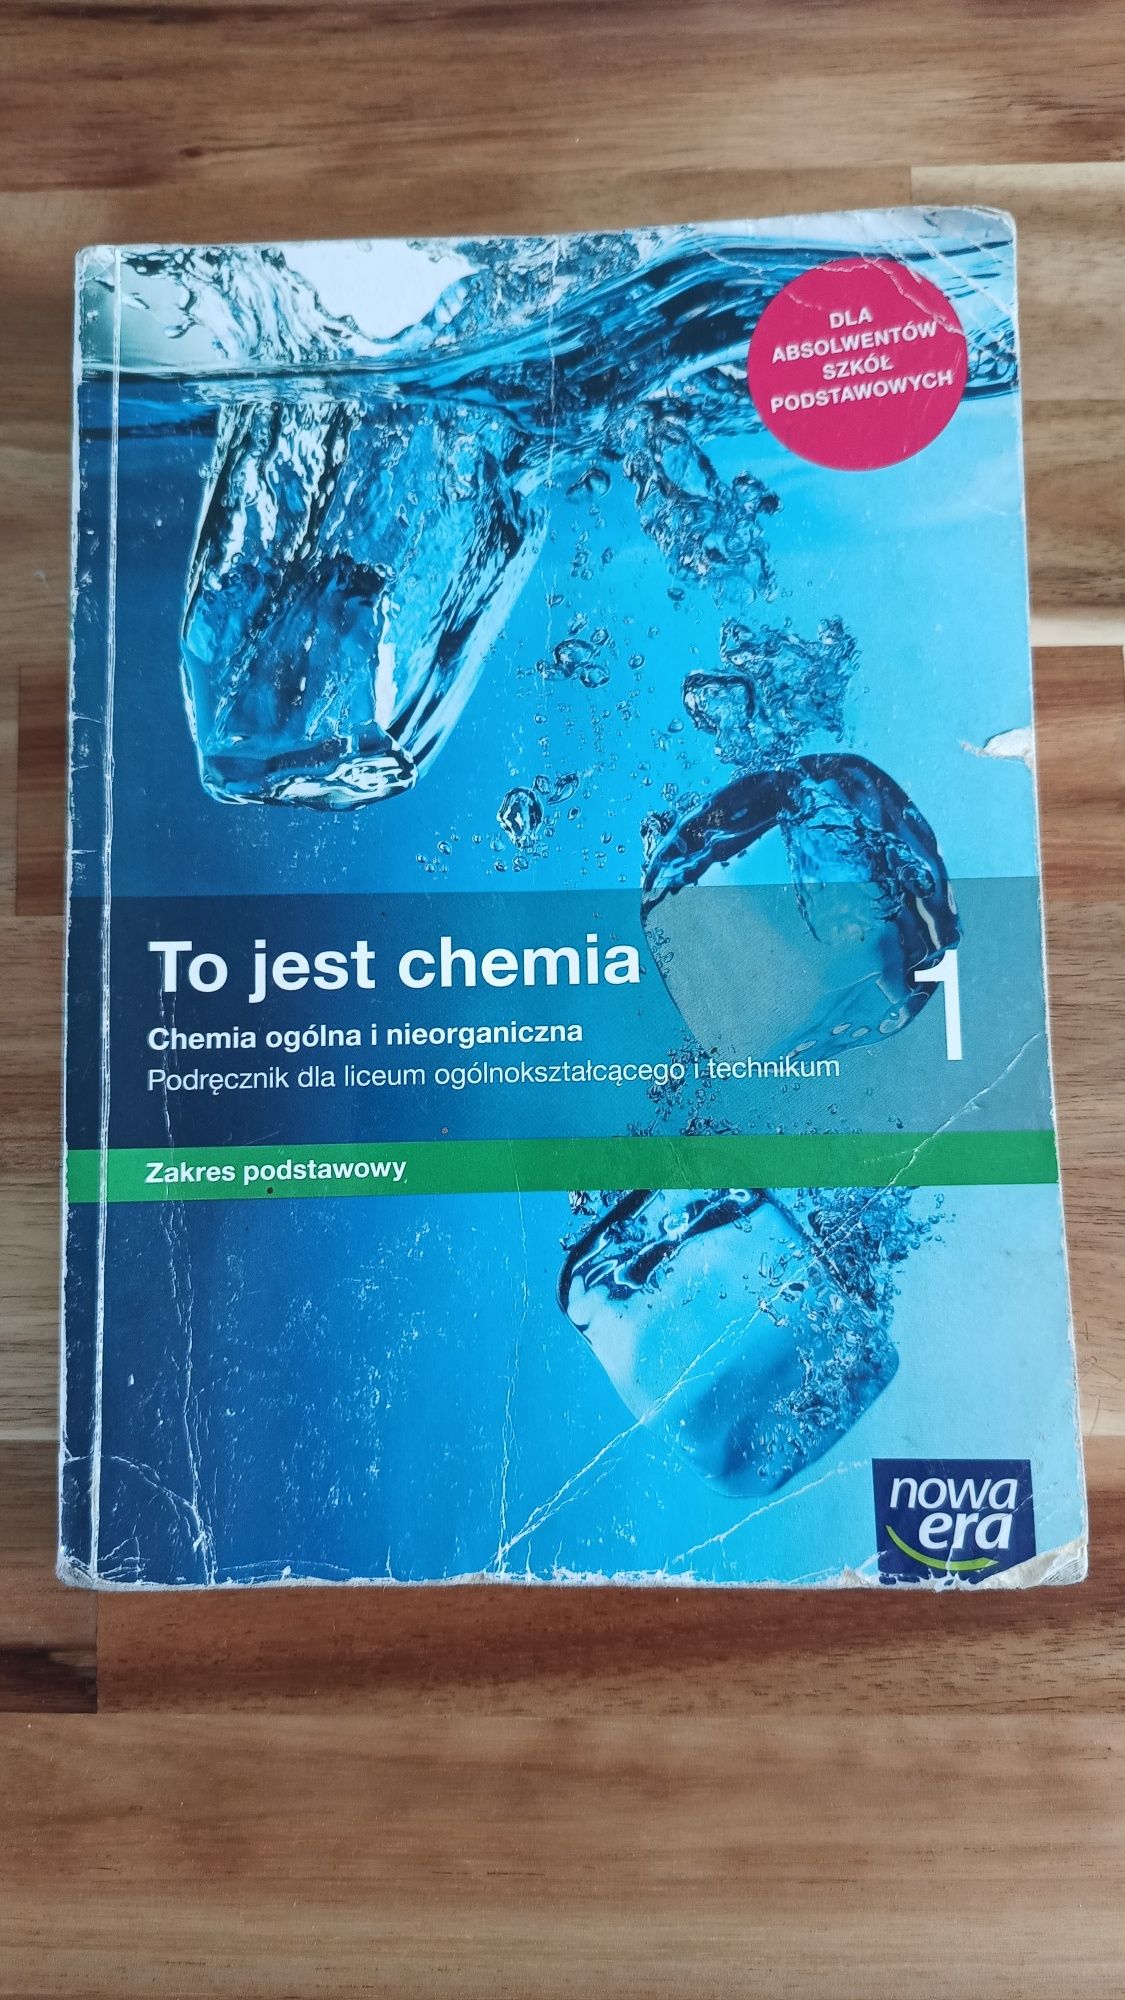 DLA
ABSOLWENTÓW
SZKÓŁ
PODSTAWOWYCH
To jest chemia
1
Chemia ogólna i nieorganiczna
Podręcznik dla liceum ogólnokształcącego i technikum
Zakres podstawowy
nowa
era